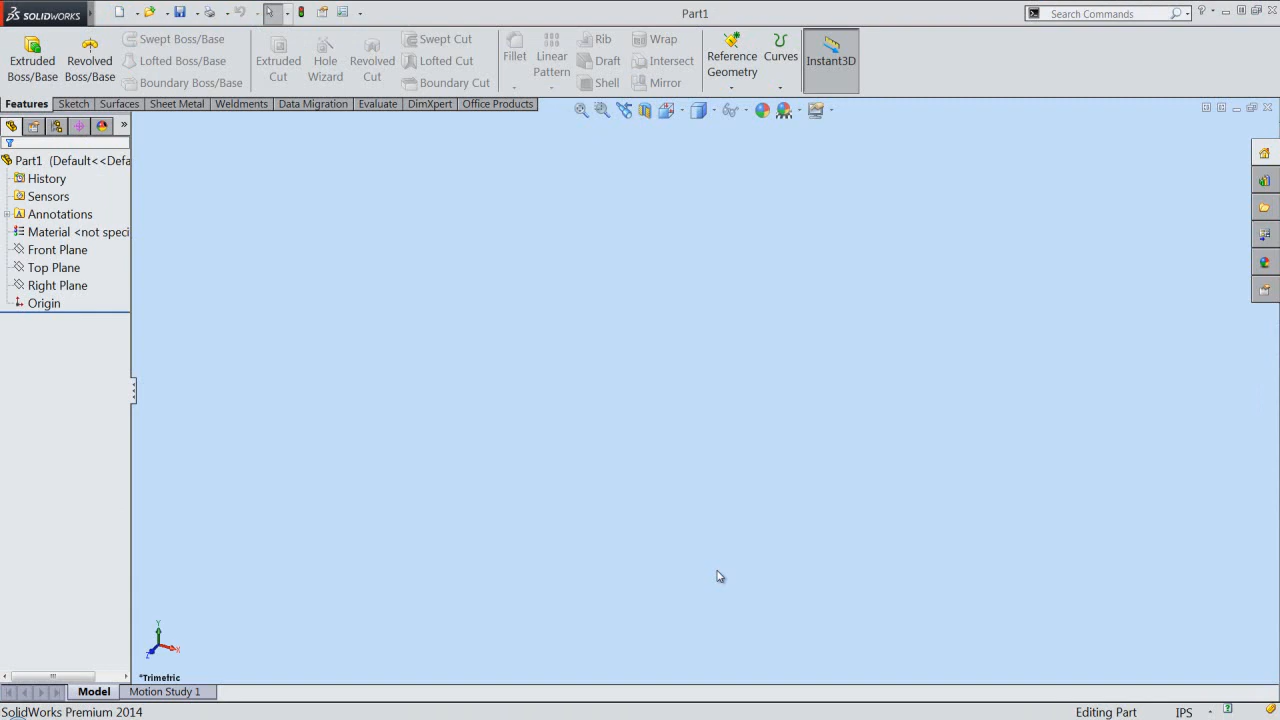 SOLIDWORKS
Part1
Search Commands
Extruded Boss/Base
Revolved Boss/Base
Swept Boss/Base
Lofted Boss/Base
Boundary Boss/Base
Extruded Cut
Hole Wizard
Revolved Cut
Swept Cut
Lofted Cut
Boundary Cut
Fillet
Linear Pattern
Rib
Draft
Shell
Wrap
Intersect
Mirror
Reference Geometry
Curves
Instant3D
Features
Sketch
Surfaces
Sheet Metal
Weldments
Data Migration
Evaluate
DimXpert
Office Products
Part1 (Default<<Defa
History
Sensors
Annotations
Material <not speci
Front Plane
Top Plane
Right Plane
Origin
Y
X
Z
*Trimetric
Model
Motion Study 1
SolidWorks Premium 2014
Editing Part
IPS